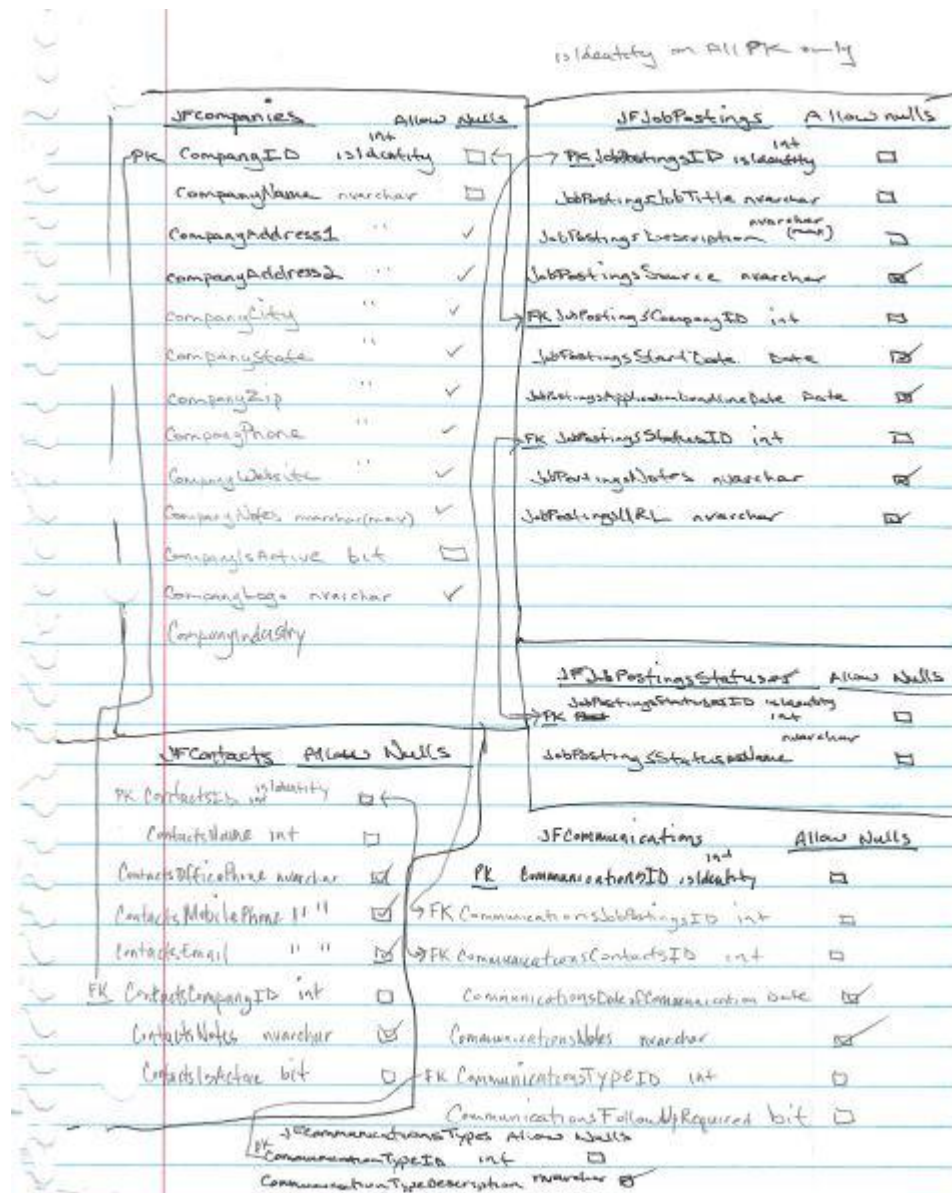 isIdentity on All PK only
JFCompanies Allow Nulls
int
PK CompanyID isIdentity
CompanyName nvarchar
CompanyAddress1 "
CompanyAddress2 "
CompanyCity "
CompanyState "
CompanyZip "
CompanyPhone "
CompanyWebsite "
CompanyNotes nvarchar(max)
CompanyIsActive bit
CompanyLogo nvarchar
CompanyIndustry
JFJobPostings Allow nulls
int
PK JobPostingsID isIdentity
JobPostingsJobTitle nvarchar
nvarchar
JobPostingsDescription (max)
JobPostingsSource nvarchar
FK JobPostingsCompanyID int
JobPostingsStartDate Date
JobPostingsApplicationDeadlineDate Date
FK JobPostingsStatusID int
JobPostingsNotes nvarchar
JobPostingsURL nvarchar
JFJobPostingsStatuses Allow Nulls
JobPostingsStatusesID isIdentity
PK int
nvarchar
JobPostingsStatusesName
JFContacts Allow Nulls
isIdentity
PK ContactsID int
ContactsName int
ContactsOfficePhone nvarchar
ContactsMobilePhone " "
ContactsEmail " "
FK ContactsCompanyID int
ContactsNotes nvarchar
ContactsIsActive bit
JFCommunications Allow Nulls
int
PK CommunicationsID isIdentity
FK CommunicationsJobPostingsID int
FK CommunicationsContactsID int
CommunicationsDateofCommunication Date
CommunicationsNotes nvarchar
FK CommunicationsTypeID int
CommunicationsFollowUpRequired bit
JFCommunicationsTypes Allow Nulls
PK
CommunicationTypeID int
CommunicationTypeDescription nvarchar